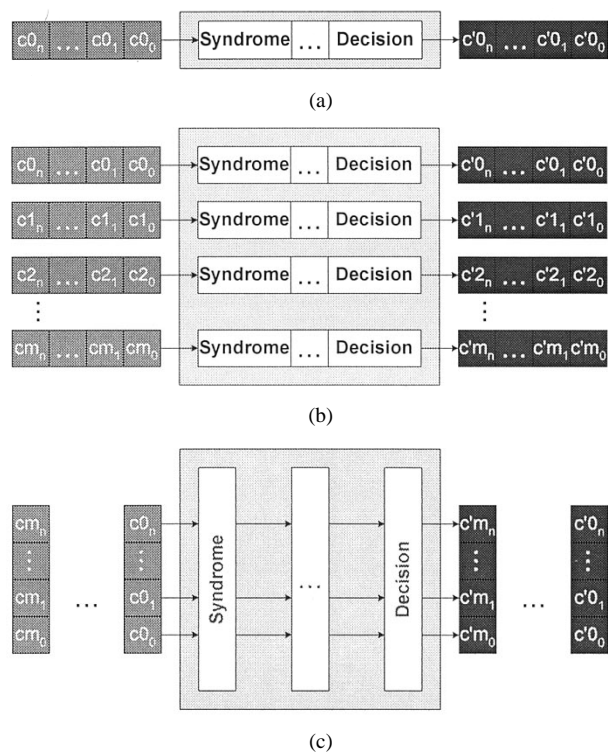 c0ₙ ... c0₁ c0₀ Syndrome ... Decision c'0ₙ ... c'0₁ c'0₀
(a)
c0ₙ ... c0₁ c0₀ Syndrome ... Decision c'0ₙ ... c'0₁ c'0₀
c1ₙ ... c1₁ c1₀ Syndrome ... Decision c'1ₙ ... c'1₁ c'1₀
c2ₙ ... c2₁ c2₀ Syndrome ... Decision c'2ₙ ... c'2₁ c'2₀
⋮ ⋮
cmₙ ... cm₁ cm₀ Syndrome ... Decision c'mₙ ... c'm₁ c'm₀
(b)
cmₙ c0ₙ c'mₙ c'0ₙ
⋮ ⋮ ⋮ ⋮
Syndrome ... Decision
cm₁ ... c0₁ c'm₁ ... c'0₁
cm₀ c0₀ c'm₀ c'0₀
(c)